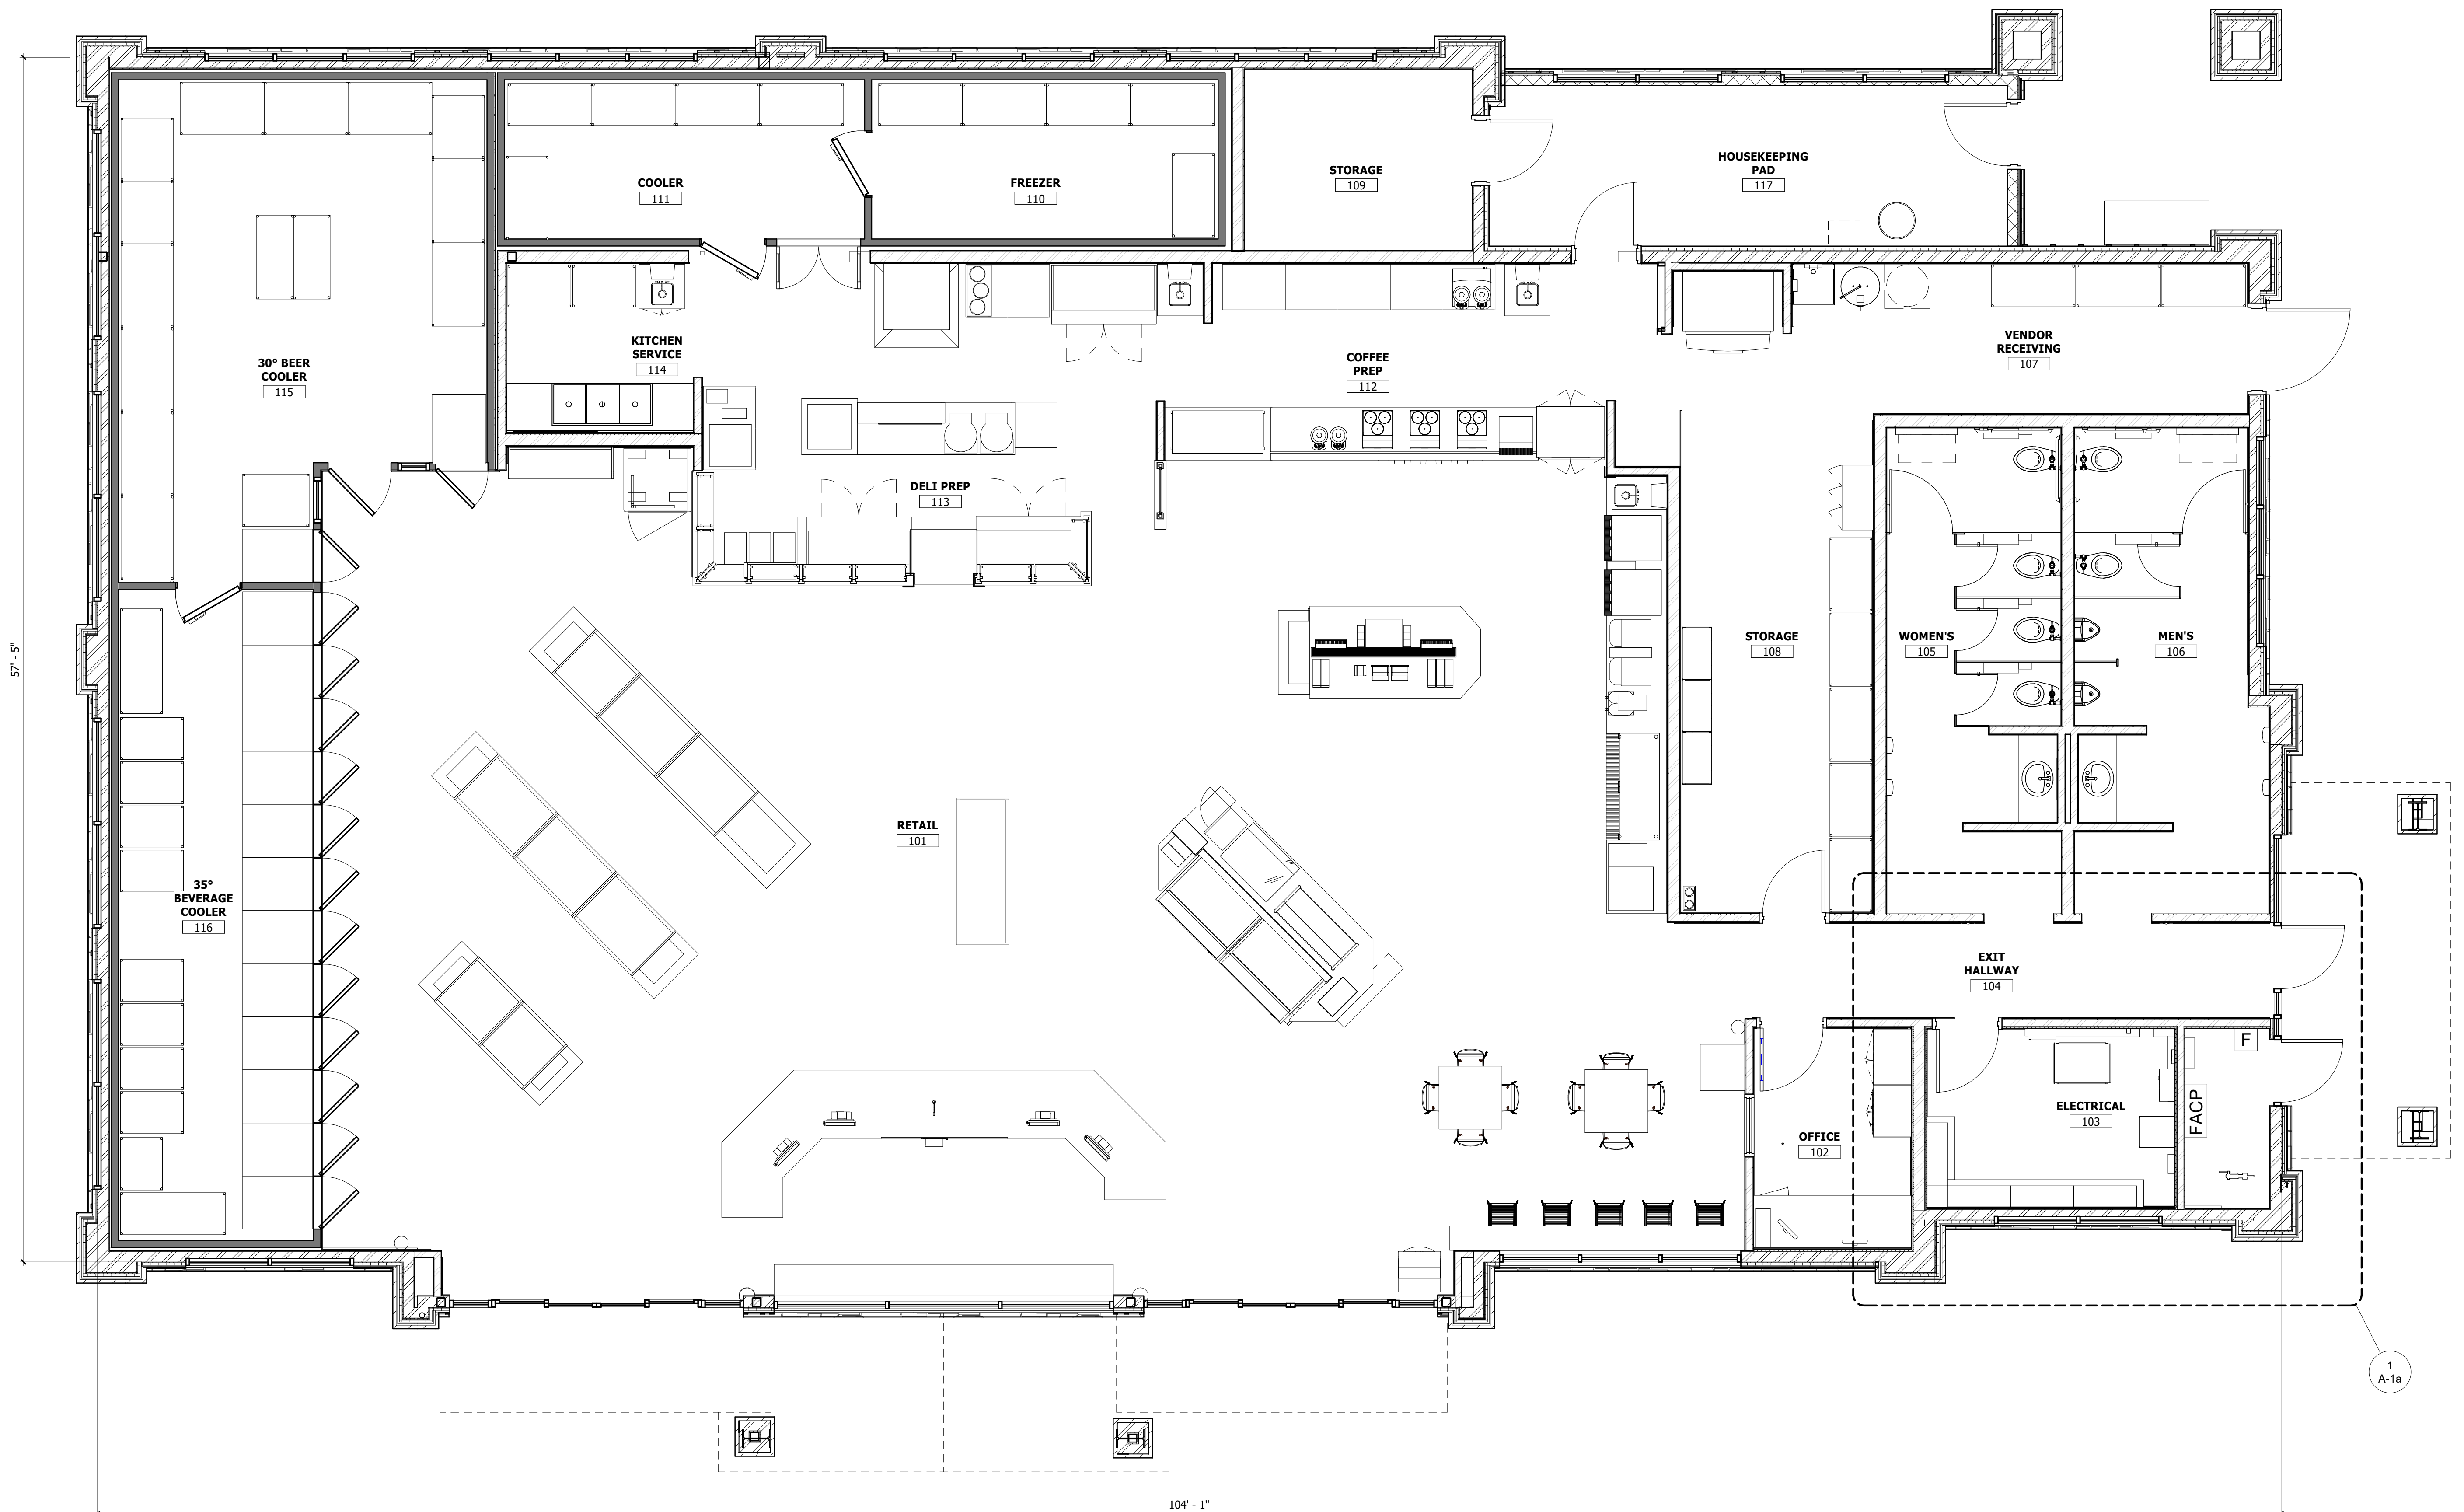 STORAGE
109
HOUSEKEEPING
PAD
117
COOLER
111
FREEZER
110
VENDOR
RECEIVING
107
KITCHEN
SERVICE
114
COFFEE
PREP
112
30° BEER
COOLER
115
DELI PREP
113
57' - 5"
STORAGE
108
WOMEN'S
105
MEN'S
106
RETAIL
101
35°
BEVERAGE
COOLER
116
EXIT
HALLWAY
104
F
FACP
ELECTRICAL
103
OFFICE
102
1
A-1a
104' - 1"